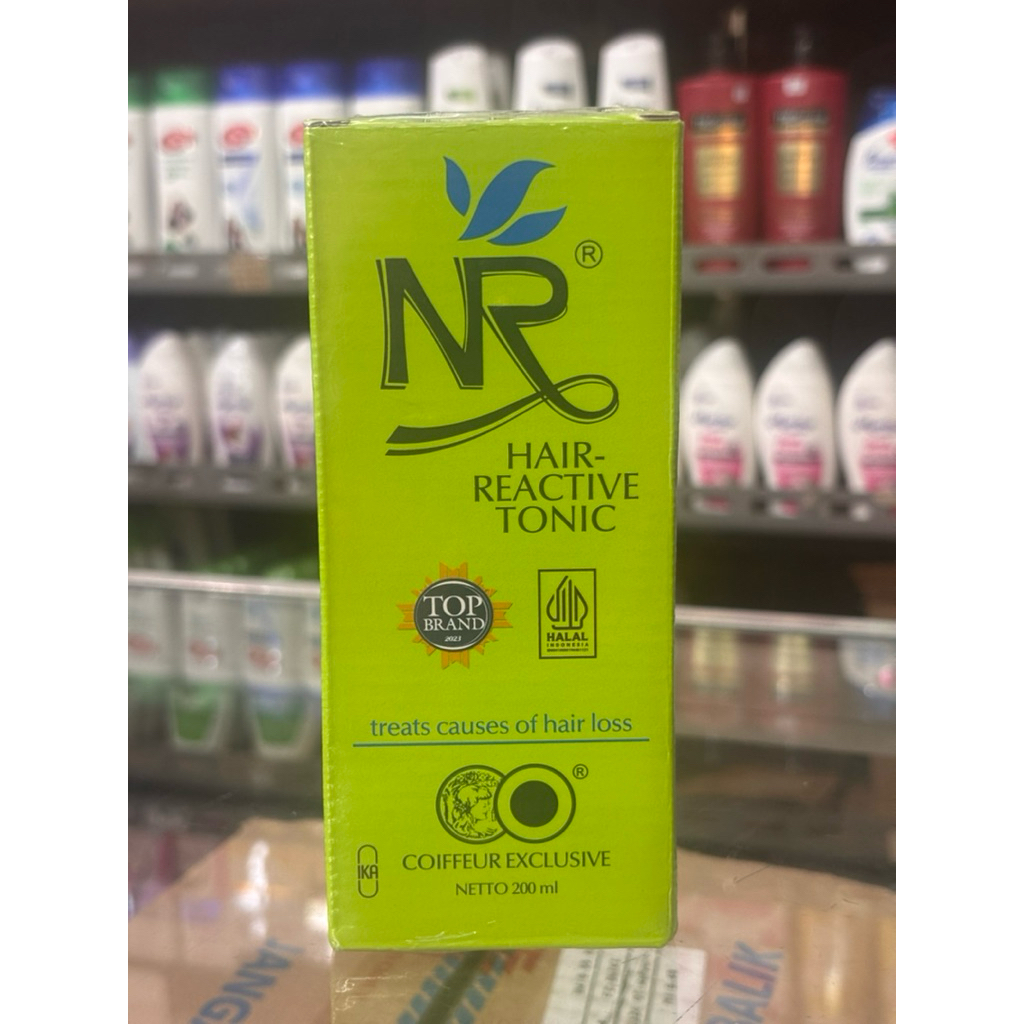 NR®
HAIR-
REACTIVE
TONIC
TOP
BRAND
2023
HALAL
INDONESIA
treats causes of hair loss
®
COIFFEUR EXCLUSIVE
IKA
NETTO 200 ml